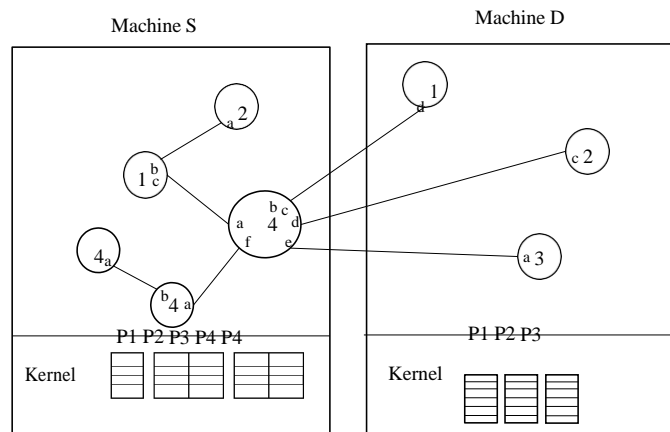 Machine S
Machine D
a 2
1
d
1 b
c
c 2
b c
a 4 d
f e
4 a
a 3
b 4 a
P1 P2 P3 P4 P4
P1 P2 P3
Kernel
Kernel